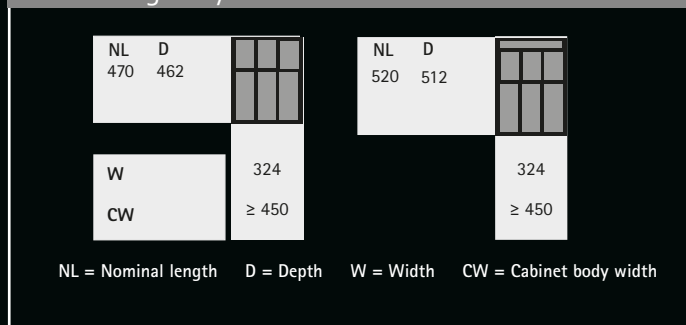 NL D
470 462
W 324
CW ≥ 450
NL D
520 512
324
≥ 450
NL = Nominal length D = Depth W = Width CW = Cabinet body width